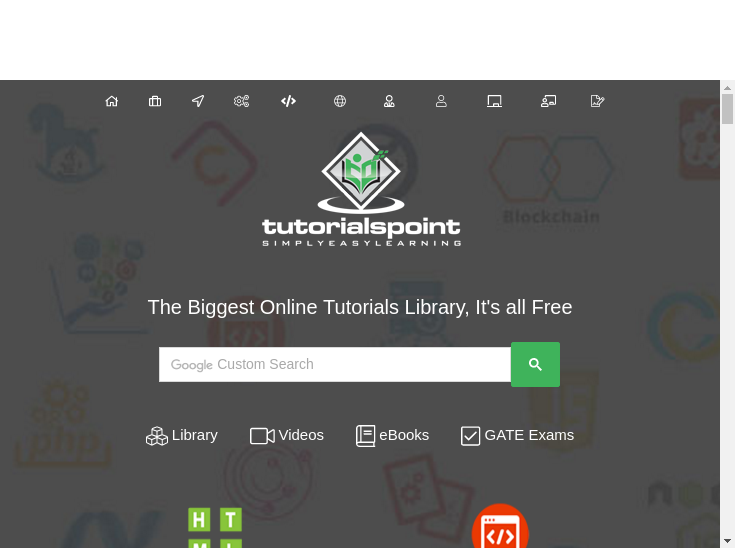 tutorialspoint
SIMPLYEASYLEARNING
Blockchain
The Biggest Online Tutorials Library, It's all Free
Google Custom Search
Library Videos eBooks GATE Exams
php
HT